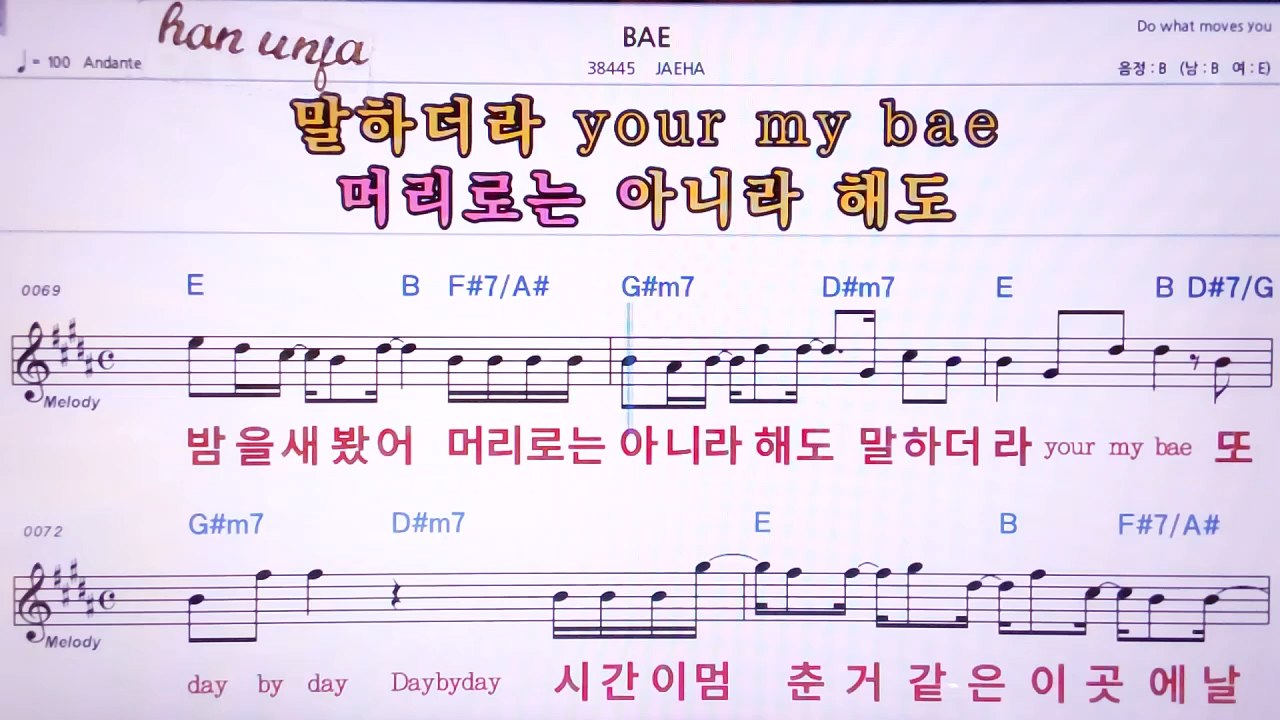 han unja
BAE
Do what moves you
♩= 100 Andante
38445 JAEHA
음정 : B (남 : B 여 : E)
말하더라 your my bae
머리로는 아니라 해도
E B F#7/A# G#m7 D#m7 E B D#7/G
0069
Melody
밤 을 새 봤 어 머리로는 아니라 해도 말하더 라 your my bae 또
G#m7 D#m7 E B F#7/A#
0072
Melody
day by day Daybyday 시 간 이 멈 춘 거 같 은 이 곳 에 날